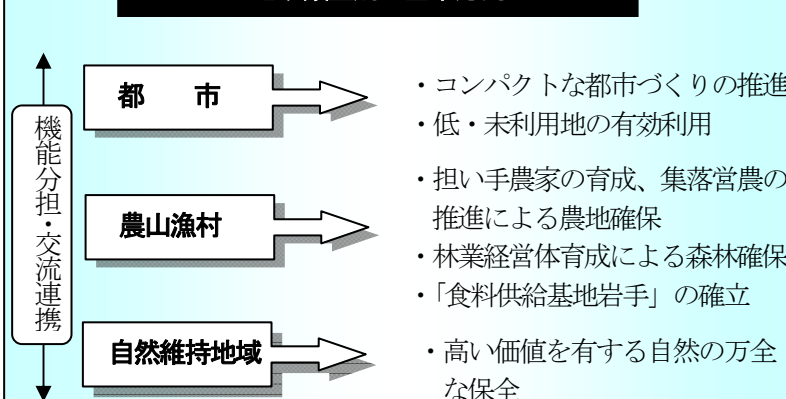 機能分担・交流連携
都　市
・コンパクトな都市づくりの推進
・低・未利用地の有効利用
農山漁村
・担い手農家の育成、集落営農の
推進による農地確保
・林業経営体育成による森林確保
・「食料供給基地岩手」の確立
自然維持地域
・高い価値を有する自然の万全
な保全